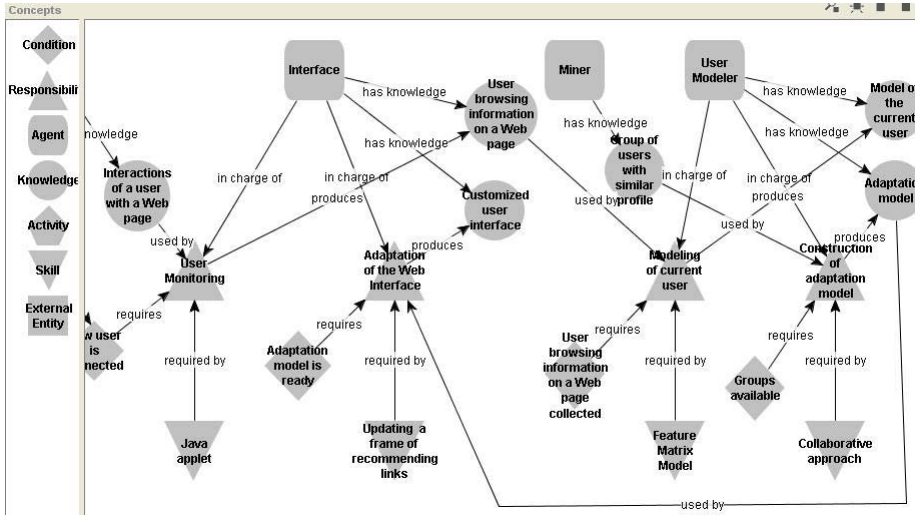 Concepts
Condition
Responsibili
Agent
Knowledge
Activity
Skill
External
Entity
Interface
Miner
User
Modeler
has knowledge
User
browsing
information
on a Web
page
has knowledge
has knowledge
Model of
the
current
user
nowledge
has knowledge
has knowledge
Group of
users with
similar
profile
Interactions
of a user
with a Web
page
in charge of
in charge of
produces
Customized
user
interface
used by
in charge of
in charge of
produces
Adaptation
model
used by
produces
produces
User
Monitoring
Adaptation
of the Web
Interface
Modeling
of current
user
Construction
of
adaptation
model
requires
requires
requires
requires
w user
is
nected
Adaptation
model is
ready
User
browsing
information
on a Web
page
collected
Groups
available
required by
required by
required by
required by
Java
applet
Updating a
frame of
recommending
links
Feature
Matrix
Model
Collaborative
approach
used by